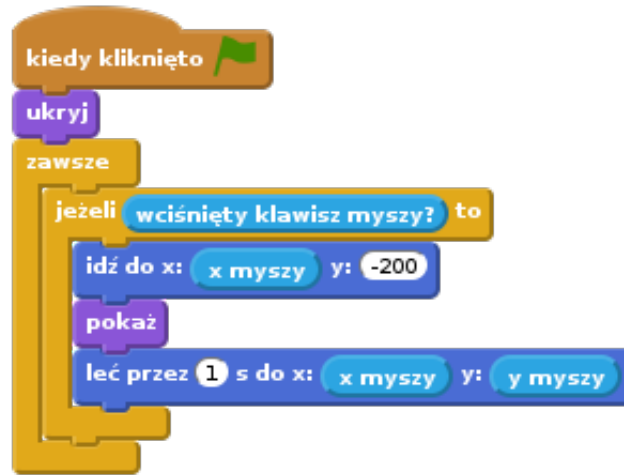 kiedy kliknięto
ukryj
zawsze
jeżeli wciśnięty klawisz myszy? to
idź do x: x myszy y: -200
pokaż
leć przez 1 s do x: x myszy y: y myszy